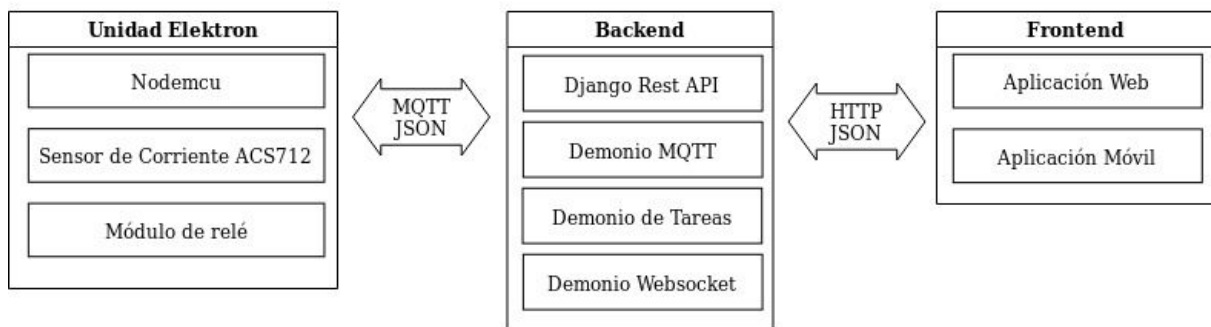 Unidad Elektron
Nodemcu
Sensor de Corriente ACS712
Módulo de relé
MQTT
JSON
Backend
Django Rest API
Demonio MQTT
Demonio de Tareas
Demonio Websocket
HTTP
JSON
Frontend
Aplicación Web
Aplicación Móvil